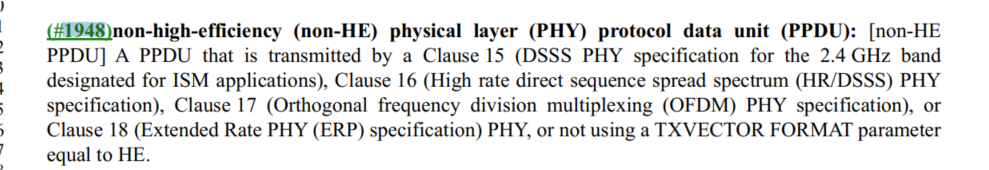 (#1948)non-high-efficiency (non-HE) physical layer (PHY) protocol data unit (PPDU): [non-HE
PPDU] A PPDU that is transmitted by a Clause 15 (DSSS PHY specification for the 2.4 GHz band
designated for ISM applications), Clause 16 (High rate direct sequence spread spectrum (HR/DSSS) PHY
specification), Clause 17 (Orthogonal frequency division multiplexing (OFDM) PHY specification), or
Clause 18 (Extended Rate PHY (ERP) specification) PHY, or not using a TXVECTOR FORMAT parameter
equal to HE.